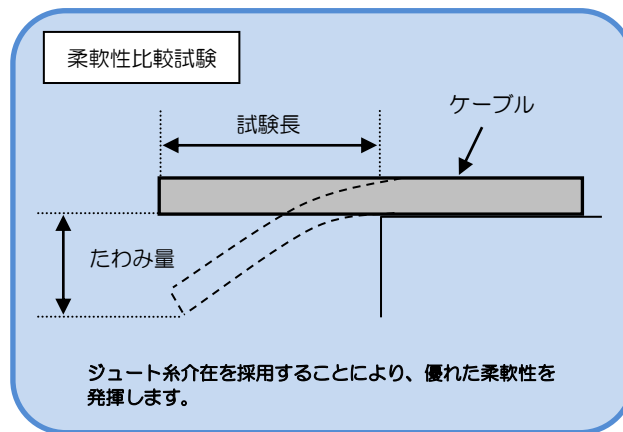 柔軟性比較試験
試験長
ケーブル
たわみ量
ジュート糸介在を採用することにより、優れた柔軟性を
発揮します。